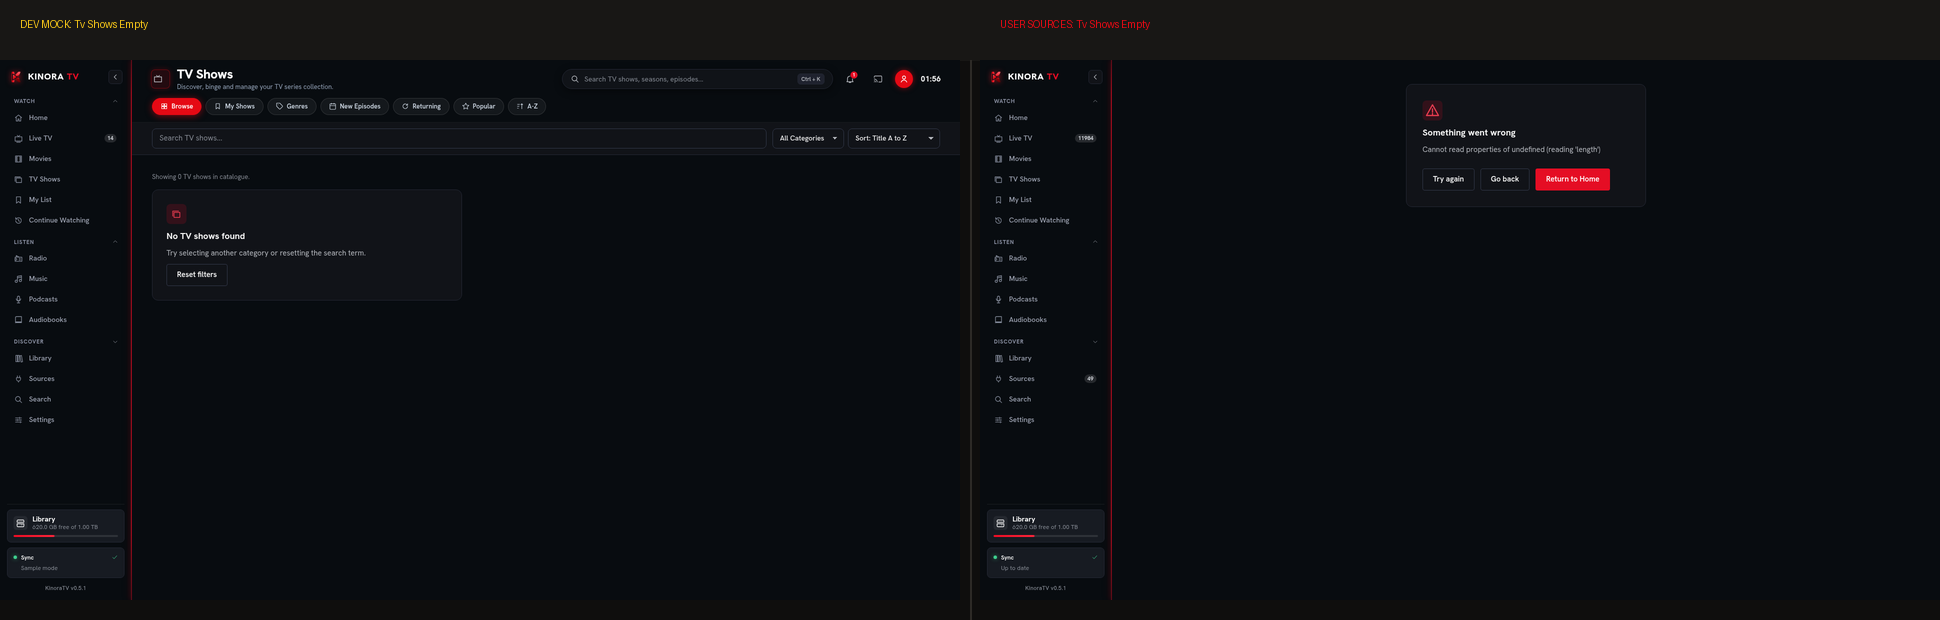 DEV MOCK: Tv Shows Empty
KINORA TV
WATCH
Home
Live TV 14
Movies
TV Shows
My List
Continue Watching
LISTEN
Radio
Music
Podcasts
Audiobooks
DISCOVER
Library
Sources
Search
Settings
Library
620.0 GB free of 1.00 TB
Sync
Sample mode
KinoraTV v0.5.1
TV Shows
Discover, binge and manage your TV series collection.
Search TV shows, seasons, episodes...
Ctrl + K
1
01:56
Browse
My Shows
Genres
New Episodes
Returning
Popular
A-Z
Search TV shows...
All Categories
Sort: Title A to Z
Showing 0 TV shows in catalogue.
No TV shows found
Try selecting another category or resetting the search term.
Reset filters
USER SOURCES: Tv Shows Empty
KINORA TV
WATCH
Home
Live TV 11984
Movies
TV Shows
My List
Continue Watching
LISTEN
Radio
Music
Podcasts
Audiobooks
DISCOVER
Library
Sources 49
Search
Settings
Library
620.0 GB free of 1.00 TB
Sync
Up to date
KinoraTV v0.5.1
Something went wrong
Cannot read properties of undefined (reading 'length')
Try again
Go back
Return to Home